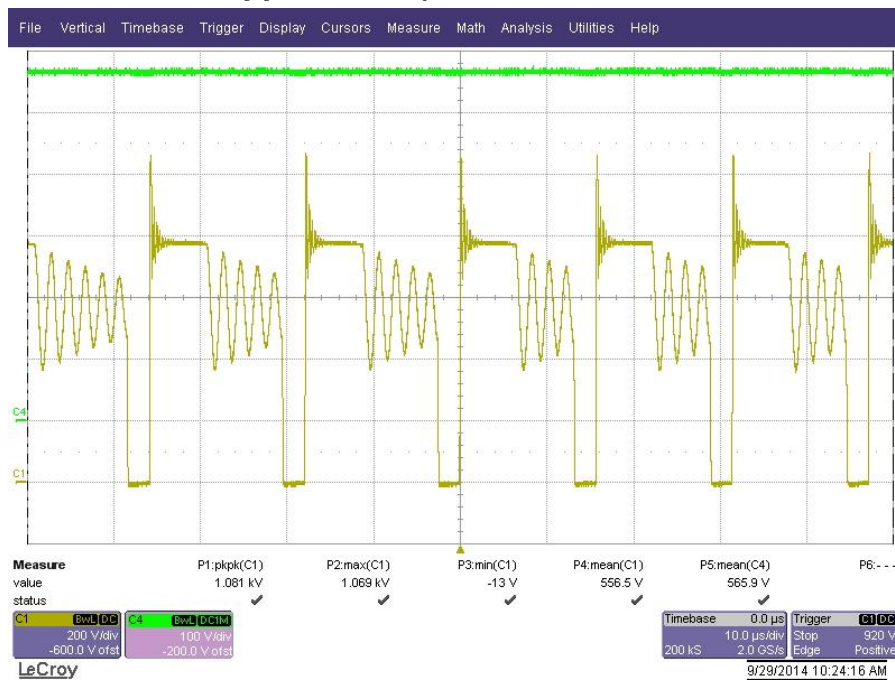 File Vertical Timebase Trigger Display Cursors Measure Math Analysis Utilities Help
C4
C1
Measure P1:pkpk(C1) P2:max(C1) P3:min(C1) P4:mean(C1) P5:mean(C4) P6:- - -
value 1.081 kV 1.069 kV -13 V 556.5 V 565.9 V
status
C1 BwL DC C4 BwL DC1M Timebase 0.0 µs Trigger C1 DC
200 V/div 100 V/div 10.0 µs/div Stop 920 V
-600.0 V ofst -200.0 V ofst 200 kS 2.0 GS/s Edge Positive
LeCroy 9/29/2014 10:24:16 AM